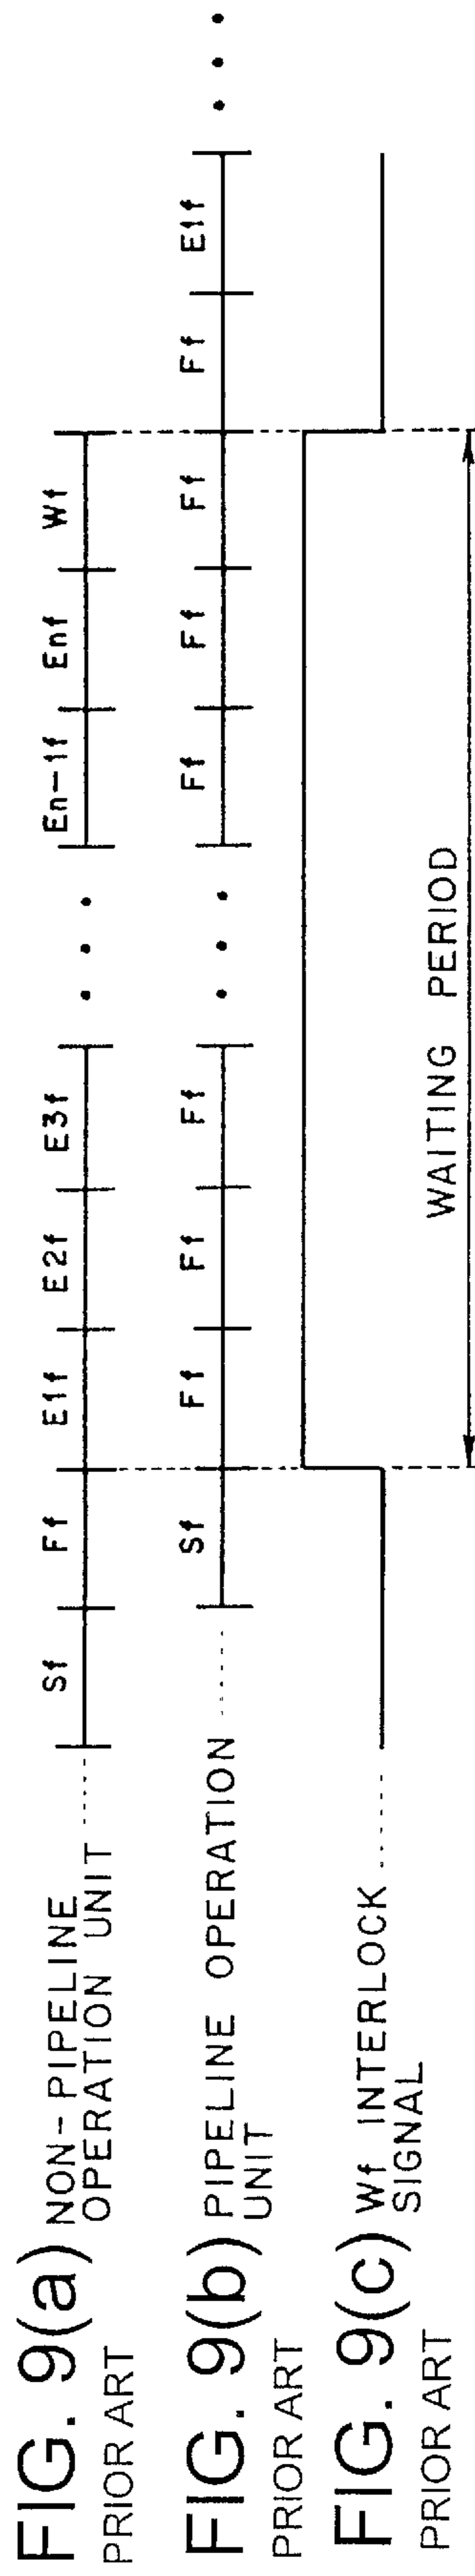 FIG. 9(a) NON-PIPELINE
OPERATION UNIT
PRIOR ART
Sf Ff E1f E2f E3f • • • En-1f Enf Wf
FIG. 9(b) PIPELINE OPERATION
UNIT
PRIOR ART
Sf Ff Ff Ff • • • Ff Ff Ff Ff E1f • • •
FIG. 9(c) Wf INTERLOCK
SIGNAL
PRIOR ART
WAITING PERIOD